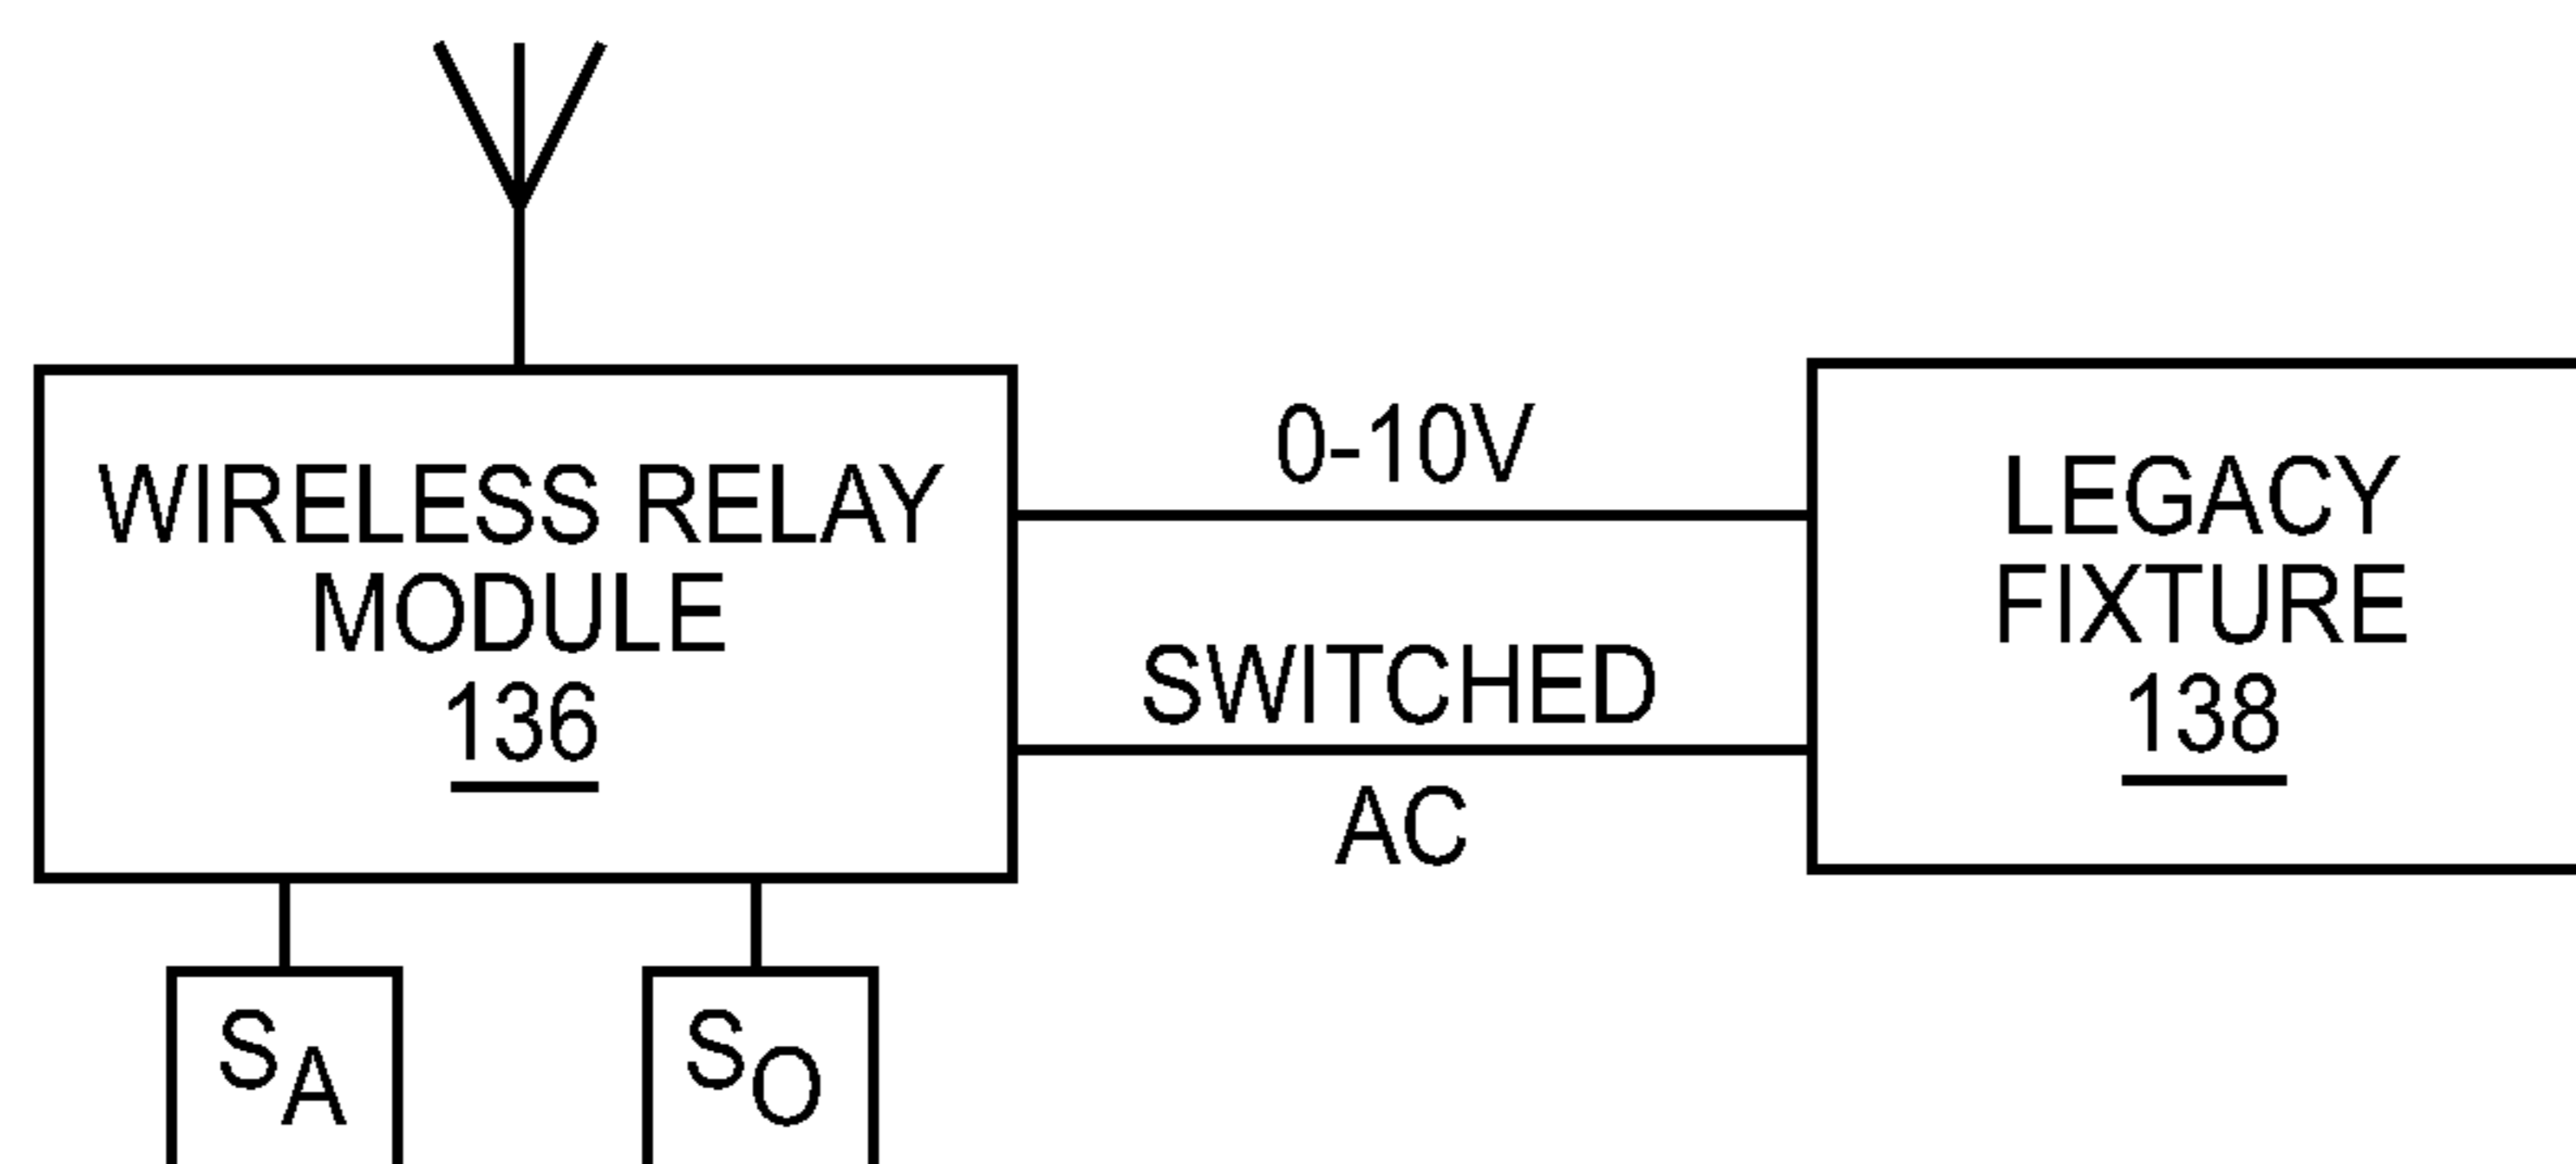 0-10V
WIRELESS RELAY
MODULE
136
LEGACY
FIXTURE
138
SWITCHED
AC
SA
SO